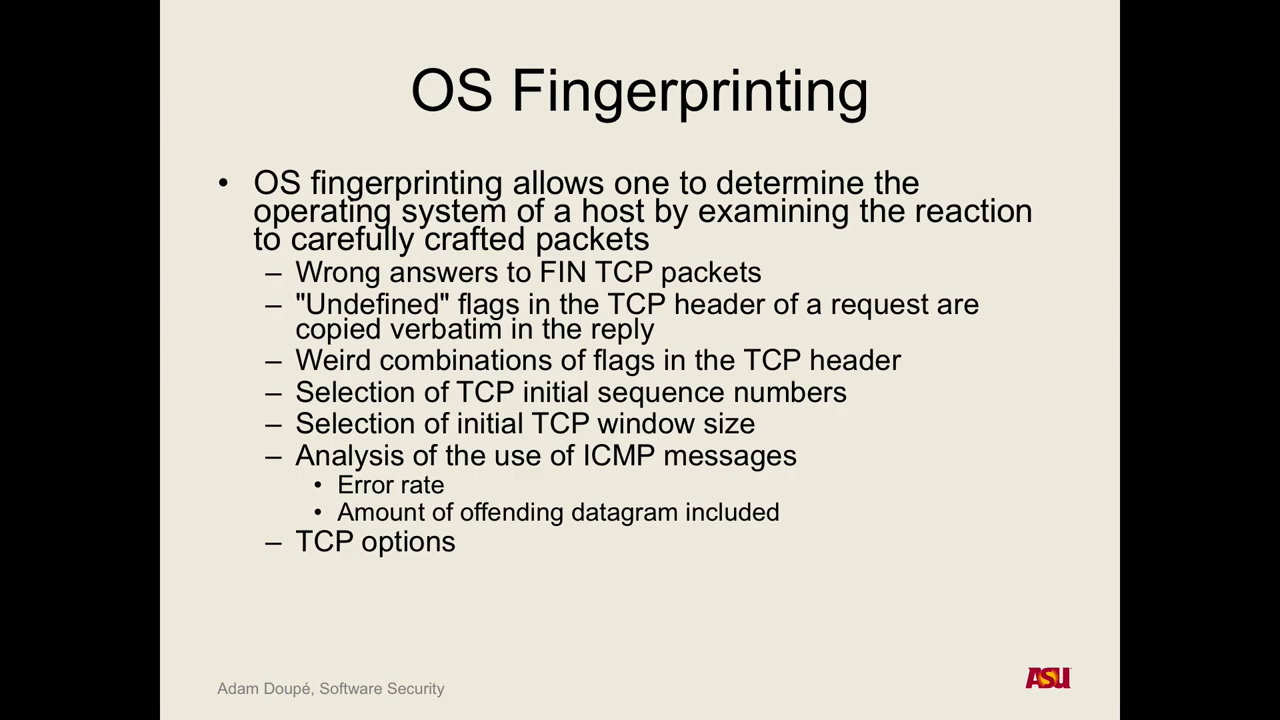 OS Fingerprinting
• OS fingerprinting allows one to determine the
operating system of a host by examining the reaction
to carefully crafted packets
– Wrong answers to FIN TCP packets
– "Undefined" flags in the TCP header of a request are
copied verbatim in the reply
– Weird combinations of flags in the TCP header
– Selection of TCP initial sequence numbers
– Selection of initial TCP window size
– Analysis of the use of ICMP messages
• Error rate
• Amount of offending datagram included
– TCP options
Adam Doupé, Software Security
ASU